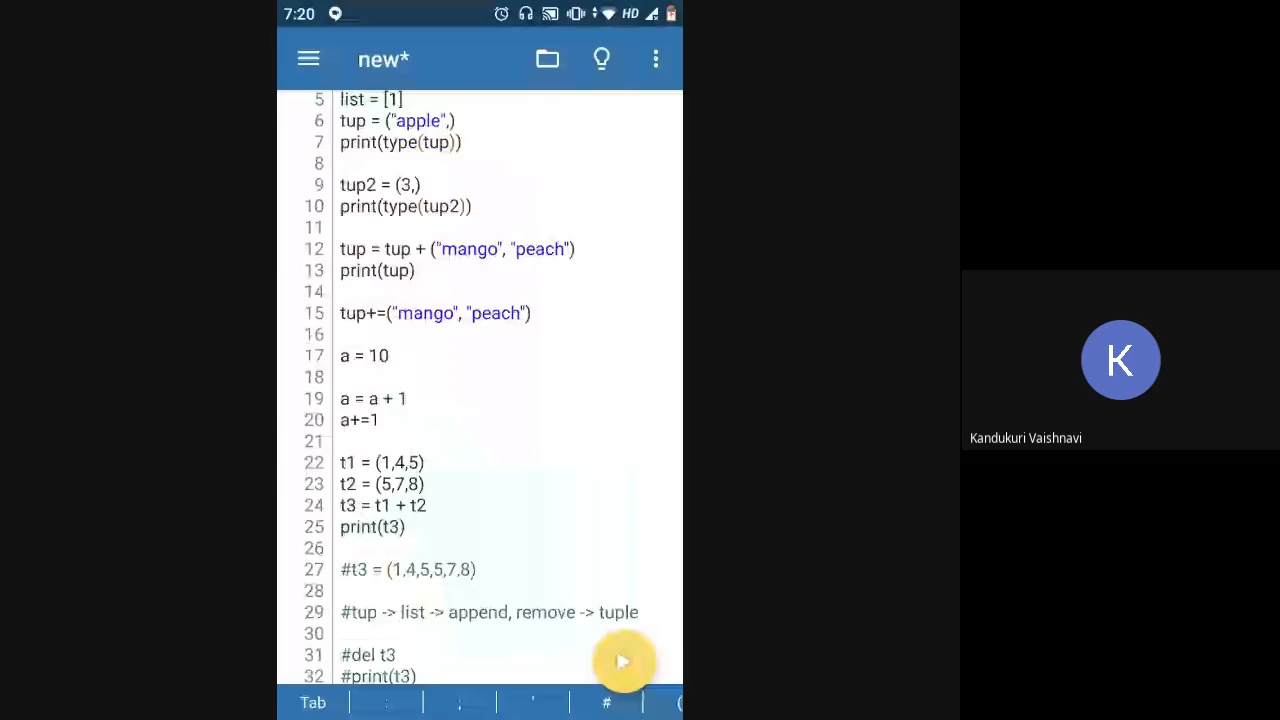 7:20
HD
new*
5 list = [1]
6 tup = ("apple",)
7 print(type(tup))
8
9 tup2 = (3,)
10 print(type(tup2))
11
12 tup = tup + ("mango", "peach")
13 print(tup)
14
15 tup+=("mango", "peach")
16
17 a = 10
18
19 a = a + 1
20 a+=1
21
22 t1 = (1,4,5)
23 t2 = (5,7,8)
24 t3 = t1 + t2
25 print(t3)
26
27 #t3 = (1,4,5,5,7,8)
28
29 #tup -> list -> append, remove -> tuple
30
31 #del t3
32 #print(t3)
Tab : ; ' # (
K
Kandukuri Vaishnavi